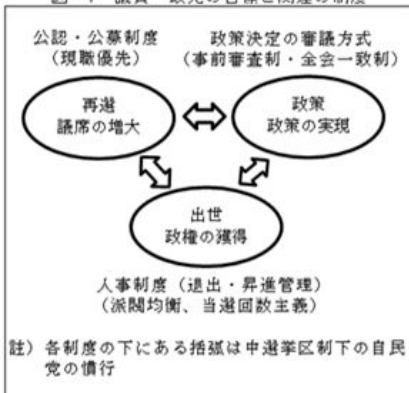 公認・公募制度
(現職優先)
政策決定の審議方式
(事前審査制・全会一致制)
再選
議席の増大
政策
政策の実現
出世
政権の獲得
人事制度（退出・昇進管理）
(派閥均衡、当選回数主義)
註）各制度の下にある括弧は中選挙区制下の自民
党の慣行